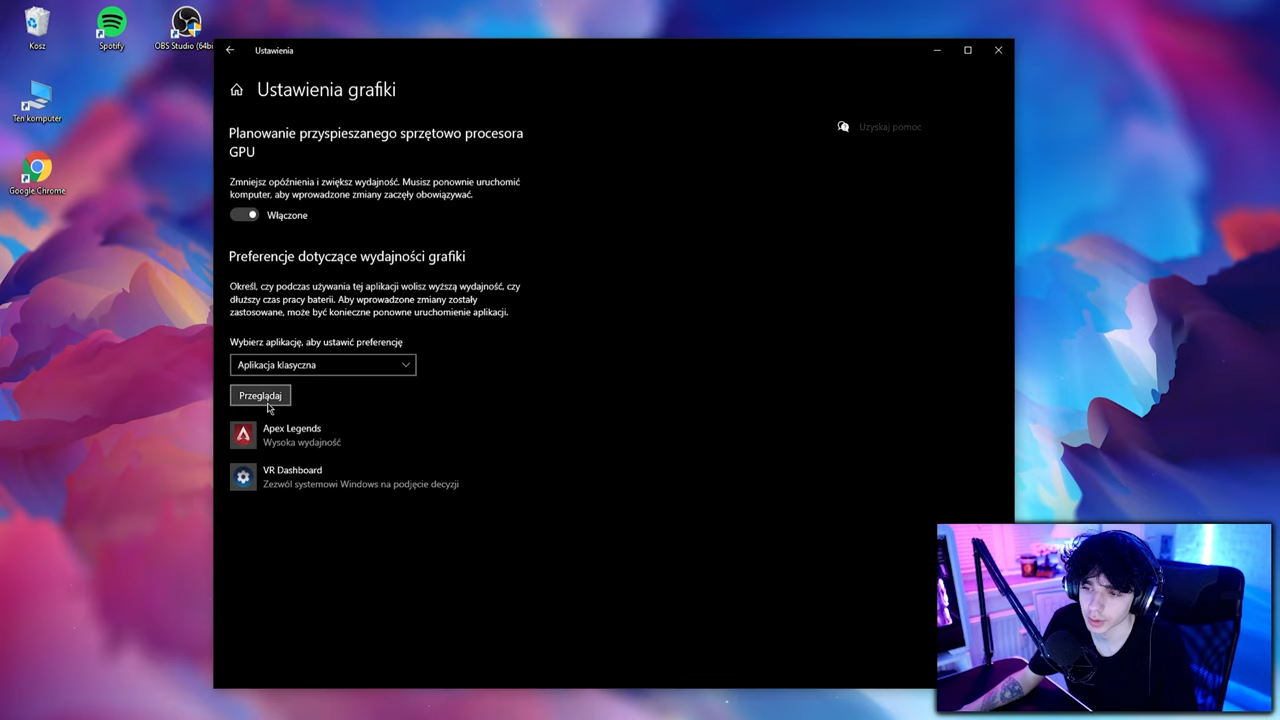 Kosz
Spotify
OBS Studio (64bi
Ten komputer
Google Chrome
Ustawienia
Ustawienia grafiki
Planowanie przyspieszanego sprzętowo procesora
GPU
Zmniejsz opóźnienia i zwiększ wydajność. Musisz ponownie uruchomić
komputer, aby wprowadzone zmiany zaczęły obowiązywać.
Włączone
Preferencje dotyczące wydajności grafiki
Określ, czy podczas używania tej aplikacji wolisz wyższą wydajność, czy
dłuższy czas pracy baterii. Aby wprowadzone zmiany zostały
zastosowane, może być konieczne ponowne uruchomienie aplikacji.
Wybierz aplikację, aby ustawić preferencję
Aplikacja klasyczna
Przeglądaj
Apex Legends
Wysoka wydajność
VR Dashboard
Zezwól systemowi Windows na podjęcie decyzji
Uzyskaj pomoc